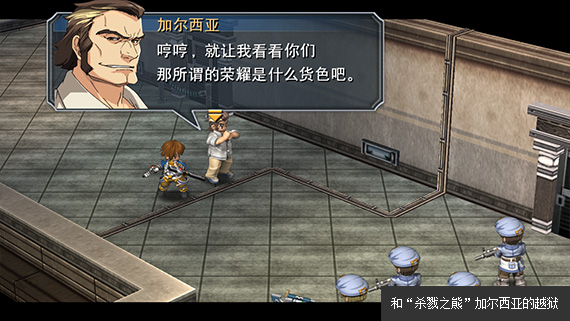 加尔西亚
哼哼,就让我看看你们
那所谓的荣耀是什么货色吧。
和“杀戮之熊”加尔西亚的越狱